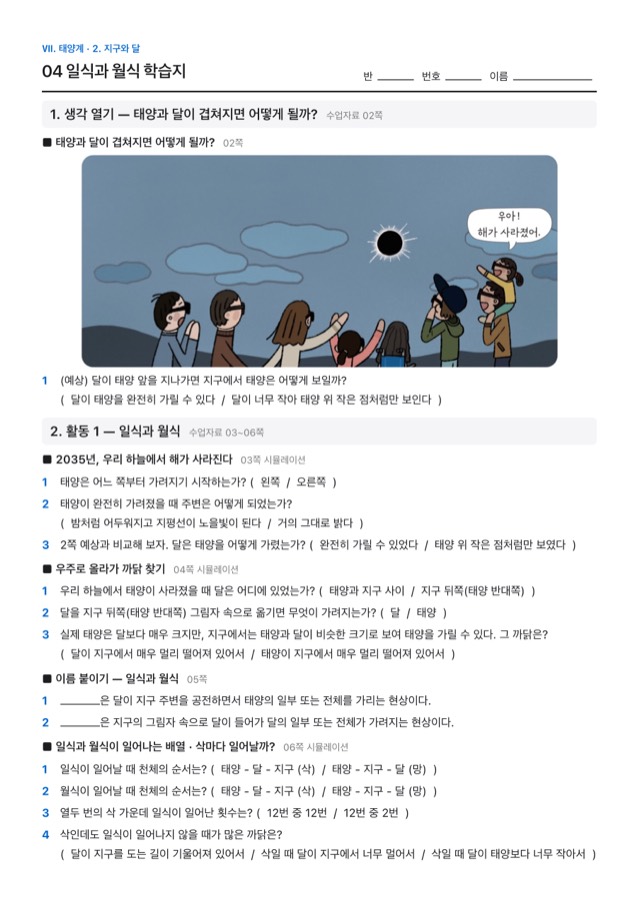 VII. 태양계 · 2. 지구와 달
04 일식과 월식 학습지
반 ______ 번호 ______ 이름 ____________
1. 생각 열기 — 태양과 달이 겹쳐지면 어떻게 될까? 수업자료 02쪽
■ 태양과 달이 겹쳐지면 어떻게 될까? 02쪽
우아!
해가 사라졌어.
1 (예상) 달이 태양 앞을 지나가면 지구에서 태양은 어떻게 보일까?
( 달이 태양을 완전히 가릴 수 있다 / 달이 너무 작아 태양 위 작은 점처럼만 보인다 )
2. 활동 1 — 일식과 월식 수업자료 03~06쪽
■ 2035년, 우리 하늘에서 해가 사라진다 03쪽 시뮬레이션
1 태양은 어느 쪽부터 가려지기 시작하는가? ( 왼쪽 / 오른쪽 )
2 태양이 완전히 가려졌을 때 주변은 어떻게 되었는가?
( 밤처럼 어두워지고 지평선이 노을빛이 된다 / 거의 그대로 밝다 )
3 2쪽 예상과 비교해 보자. 달은 태양을 어떻게 가렸는가? ( 완전히 가릴 수 있었다 / 태양 위 작은 점처럼만 보였다 )
■ 우주로 올라가 까닭 찾기 04쪽 시뮬레이션
1 우리 하늘에서 태양이 사라졌을 때 달은 어디에 있었는가? ( 태양과 지구 사이 / 지구 뒤쪽(태양 반대쪽) )
2 달을 지구 뒤쪽(태양 반대쪽) 그림자 속으로 옮기면 무엇이 가려지는가? ( 달 / 태양 )
3 실제 태양은 달보다 매우 크지만, 지구에서는 태양과 달이 비슷한 크기로 보여 태양을 가릴 수 있다. 그 까닭은?
( 달이 지구에서 매우 멀리 떨어져 있어서 / 태양이 지구에서 매우 멀리 떨어져 있어서 )
■ 이름 붙이기 — 일식과 월식 05쪽
1 ______은 달이 지구 주변을 공전하면서 태양의 일부 또는 전체를 가리는 현상이다.
2 ______은 지구의 그림자 속으로 달이 들어가 달의 일부 또는 전체가 가려지는 현상이다.
■ 일식과 월식이 일어나는 배열 · 삭마다 일어날까? 06쪽 시뮬레이션
1 일식이 일어날 때 천체의 순서는? ( 태양 – 달 – 지구 (삭) / 태양 – 지구 – 달 (망) )
2 월식이 일어날 때 천체의 순서는? ( 태양 – 달 – 지구 (삭) / 태양 – 지구 – 달 (망) )
3 열두 번의 삭 가운데 일식이 일어난 횟수는? ( 12번 중 12번 / 12번 중 2번 )
4 삭인데도 일식이 일어나지 않을 때가 많은 까닭은?
( 달이 지구를 도는 길이 기울어져 있어서 / 삭일 때 달이 지구에서 너무 멀어서 / 삭일 때 달이 태양보다 너무 작아서 )